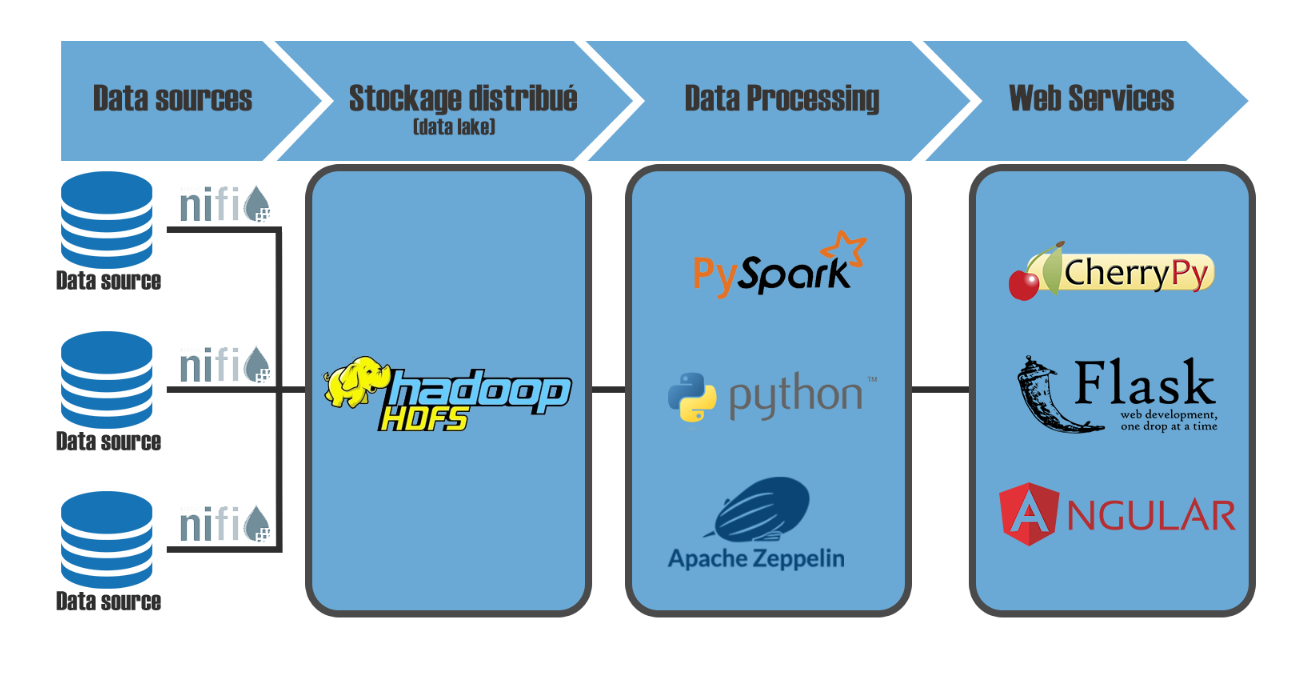 Data sources
Stockage distribué
(data lake)
Data Processing
Web Services
nifi
Data source
nifi
Data source
nifi
Data source
hadoop
HDFS
PySpark
python™
Apache Zeppelin
CherryPy
Flask
web development,
one drop at a time
ANGULAR